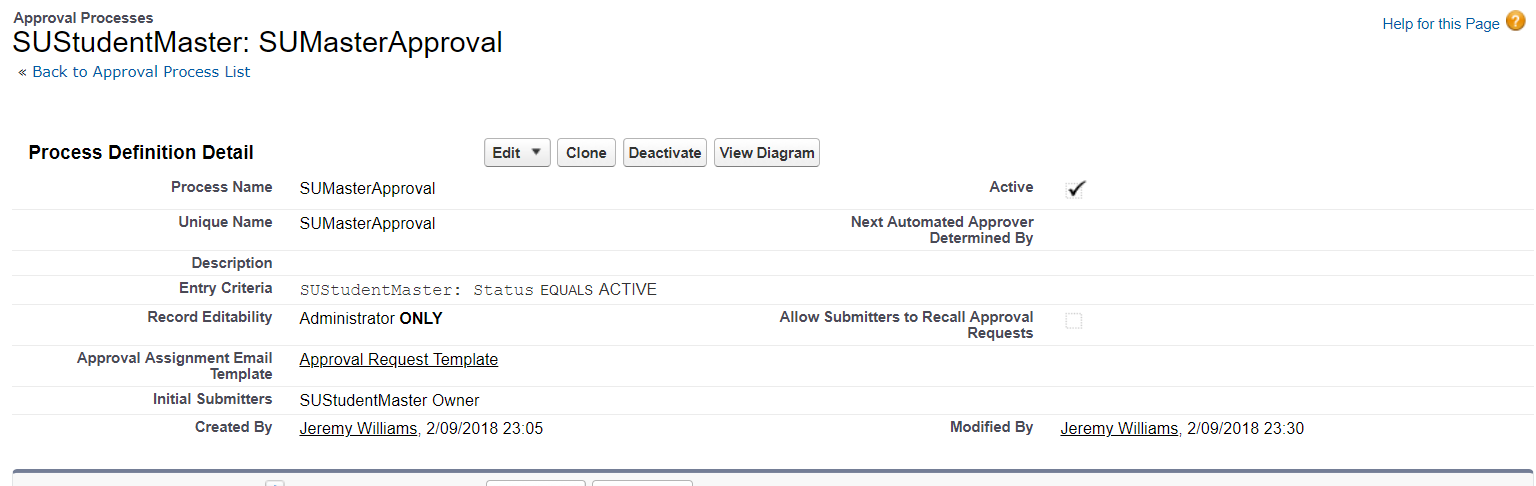 Approval Processes
SUStudentMaster: SUMasterApproval
« Back to Approval Process List
Help for this Page ?
Process Definition Detail
Edit ▼ Clone Deactivate View Diagram
Process Name SUMasterApproval Active
Unique Name SUMasterApproval Next Automated Approver
Determined By
Description
Entry Criteria SUStudentMaster: Status EQUALS ACTIVE
Record Editability Administrator ONLY Allow Submitters to Recall Approval
Requests
Approval Assignment Email
Template Approval Request Template
Initial Submitters SUStudentMaster Owner
Created By Jeremy Williams, 2/09/2018 23:05 Modified By Jeremy Williams, 2/09/2018 23:30